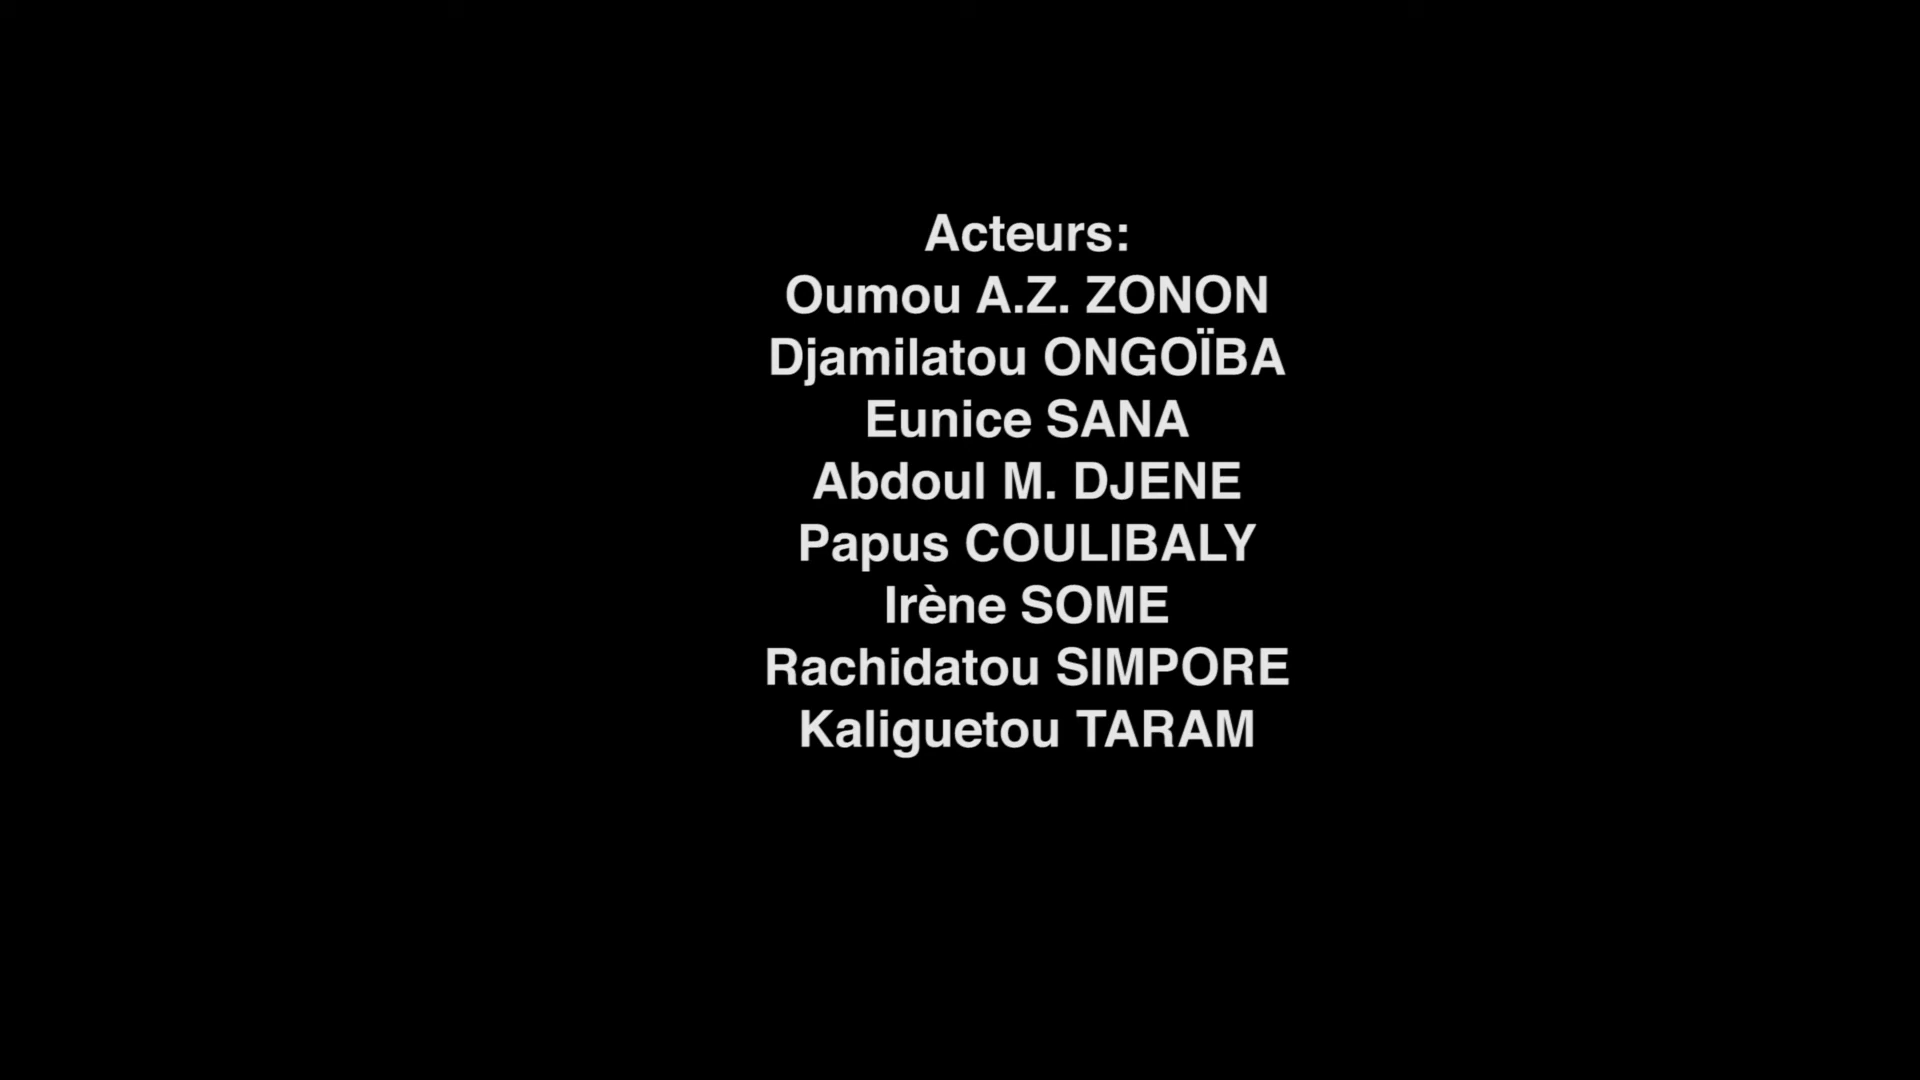 Acteurs:
Oumou A.Z. ZONON
Djamilatou ONGOÏBA
Eunice SANA
Abdoul M. DJENE
Papus COULIBALY
Irène SOME
Rachidatou SIMPORE
Kaliguetou TARAM